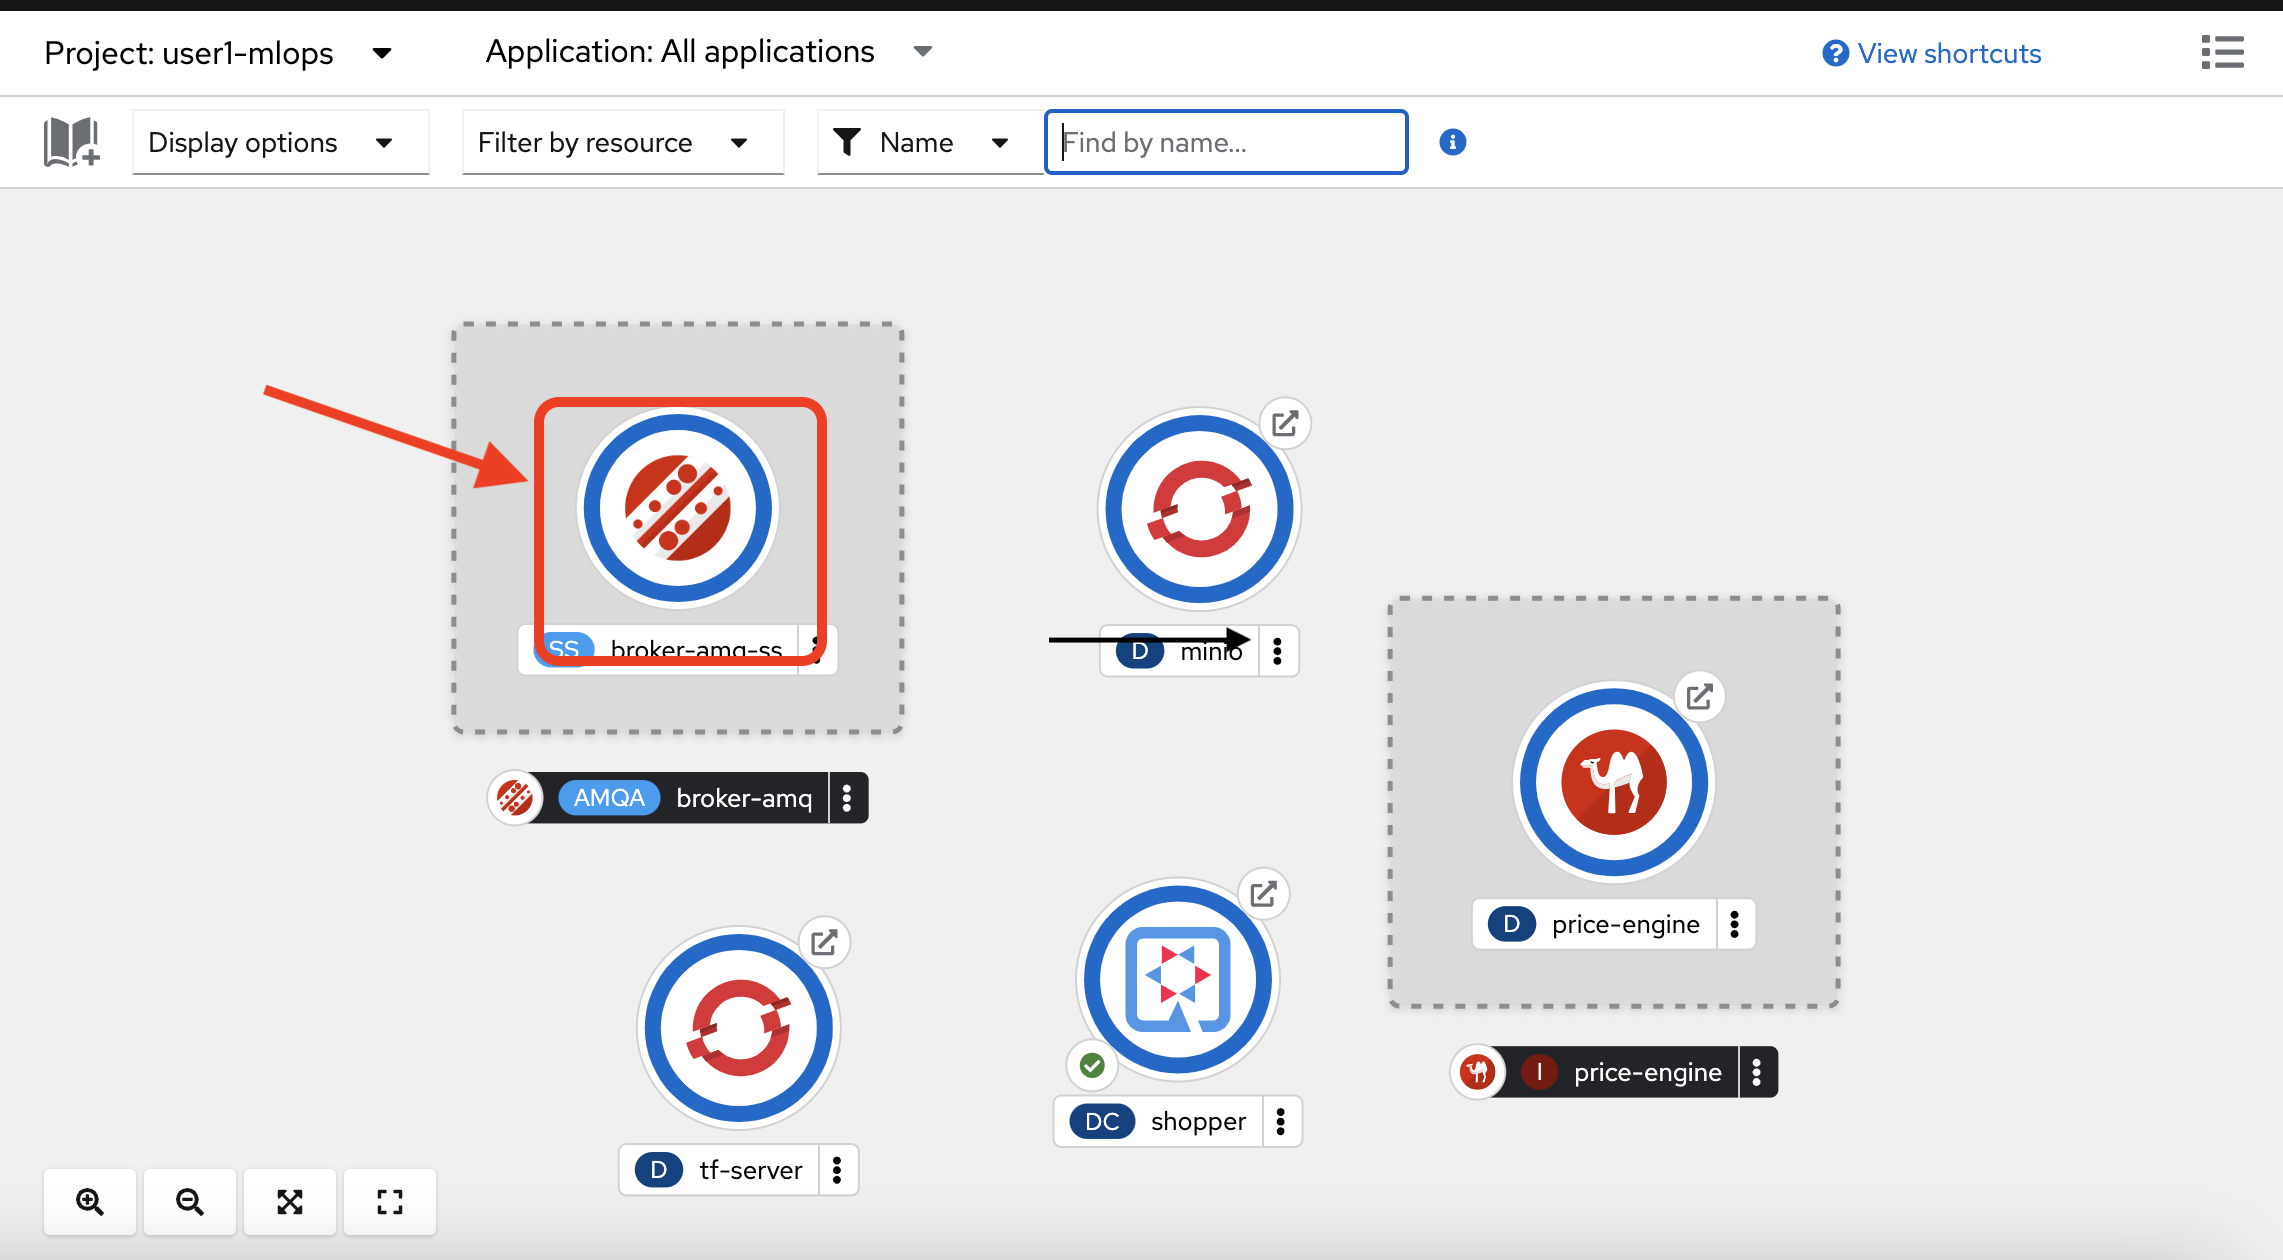 Project: user1-mlops
Application: All applications
View shortcuts
Display options
Filter by resource
Name
Find by name...
SS broker-amq-ss
D minio
AMQA broker-amq
D price-engine
I price-engine
DC shopper
D tf-server